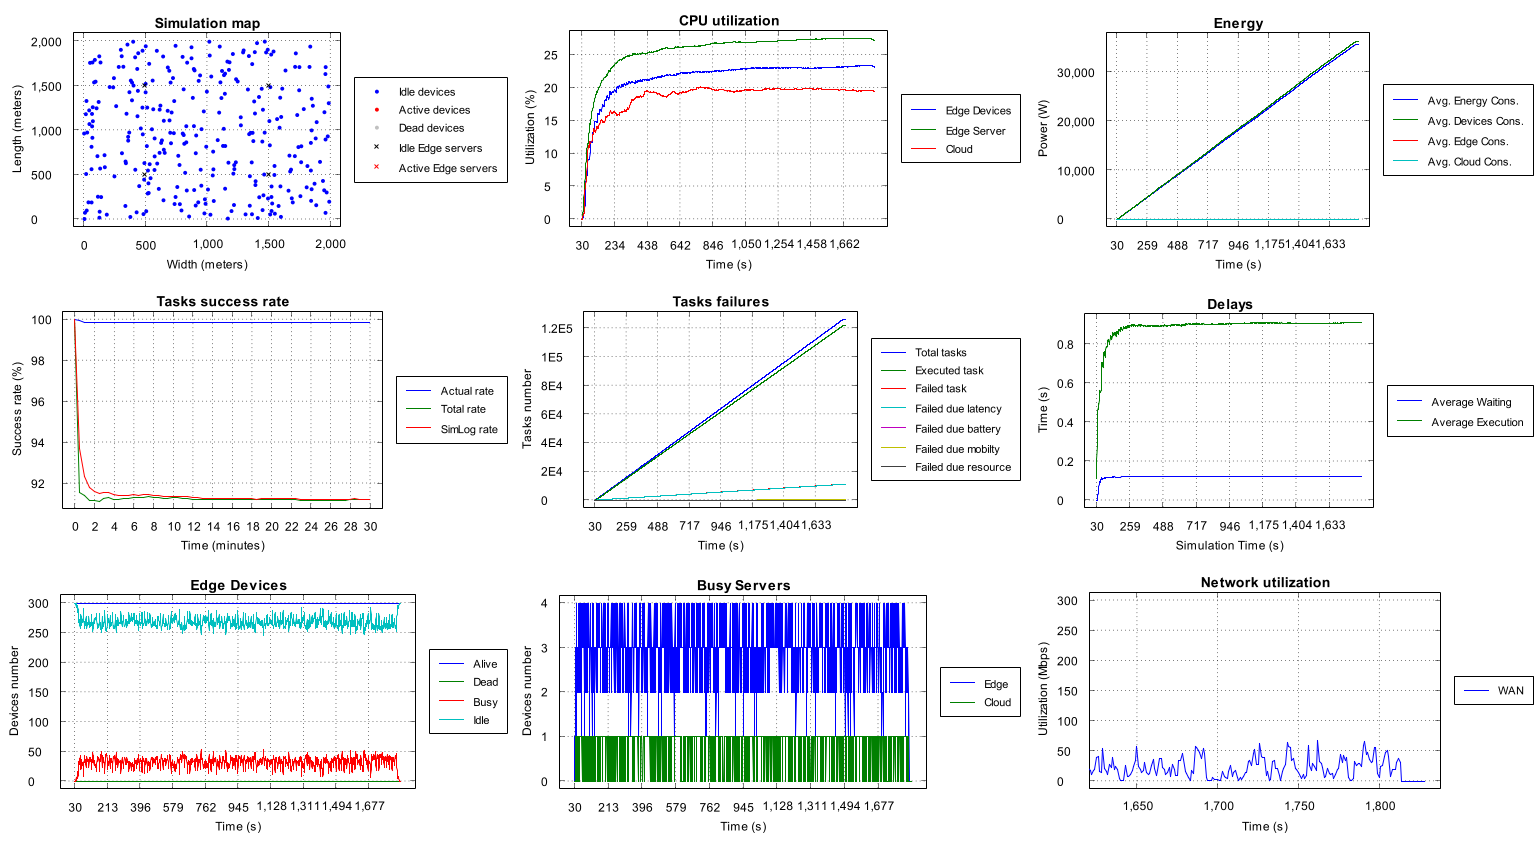 Simulation map
2,000
1,500
1,000
500
0
Length (meters)
0 500 1,000 1,500 2,000
Width (meters)
Idle devices
Active devices
Dead devices
Idle Edge servers
Active Edge servers
CPU utilization
25
20
15
10
5
0
Utilization (%)
30 234 438 642 846 1,050 1,254 1,458 1,662
Time (s)
Edge Devices
Edge Server
Cloud
Energy
30,000
20,000
10,000
0
Power (W)
30 259 488 717 946 1,175 1,404 1,633
Time (s)
Avg. Energy Cons.
Avg. Devices Cons.
Avg. Edge Cons.
Avg. Cloud Cons.
Tasks success rate
100
98
96
94
92
Success rate (%)
0 2 4 6 8 10 12 14 16 18 20 22 24 26 28 30
Time (minutes)
Actual rate
Total rate
SimLog rate
Tasks failures
1.2E5
1E5
8E4
6E4
4E4
2E4
0
Tasks number
30 259 488 717 946 1,175 1,404 1,633
Time (s)
Total tasks
Executed task
Failed task
Failed due latency
Failed due battery
Failed due mobilty
Failed due resource
Delays
0.8
0.6
0.4
0.2
0
Time (s)
30 259 488 717 946 1,175 1,404 1,633
Simulation Time (s)
Average Waiting
Average Execution
Edge Devices
300
250
200
150
100
50
0
Devices number
30 213 396 579 762 945 1,128 1,311 1,494 1,677
Time (s)
Alive
Dead
Busy
Idle
Busy Servers
4
3
2
1
0
Devices number
30 213 396 579 762 945 1,128 1,311 1,494 1,677
Time (s)
Edge
Cloud
Network utilization
300
250
200
150
100
50
0
Utilization (Mbps)
1,650 1,700 1,750 1,800
Time (s)
WAN